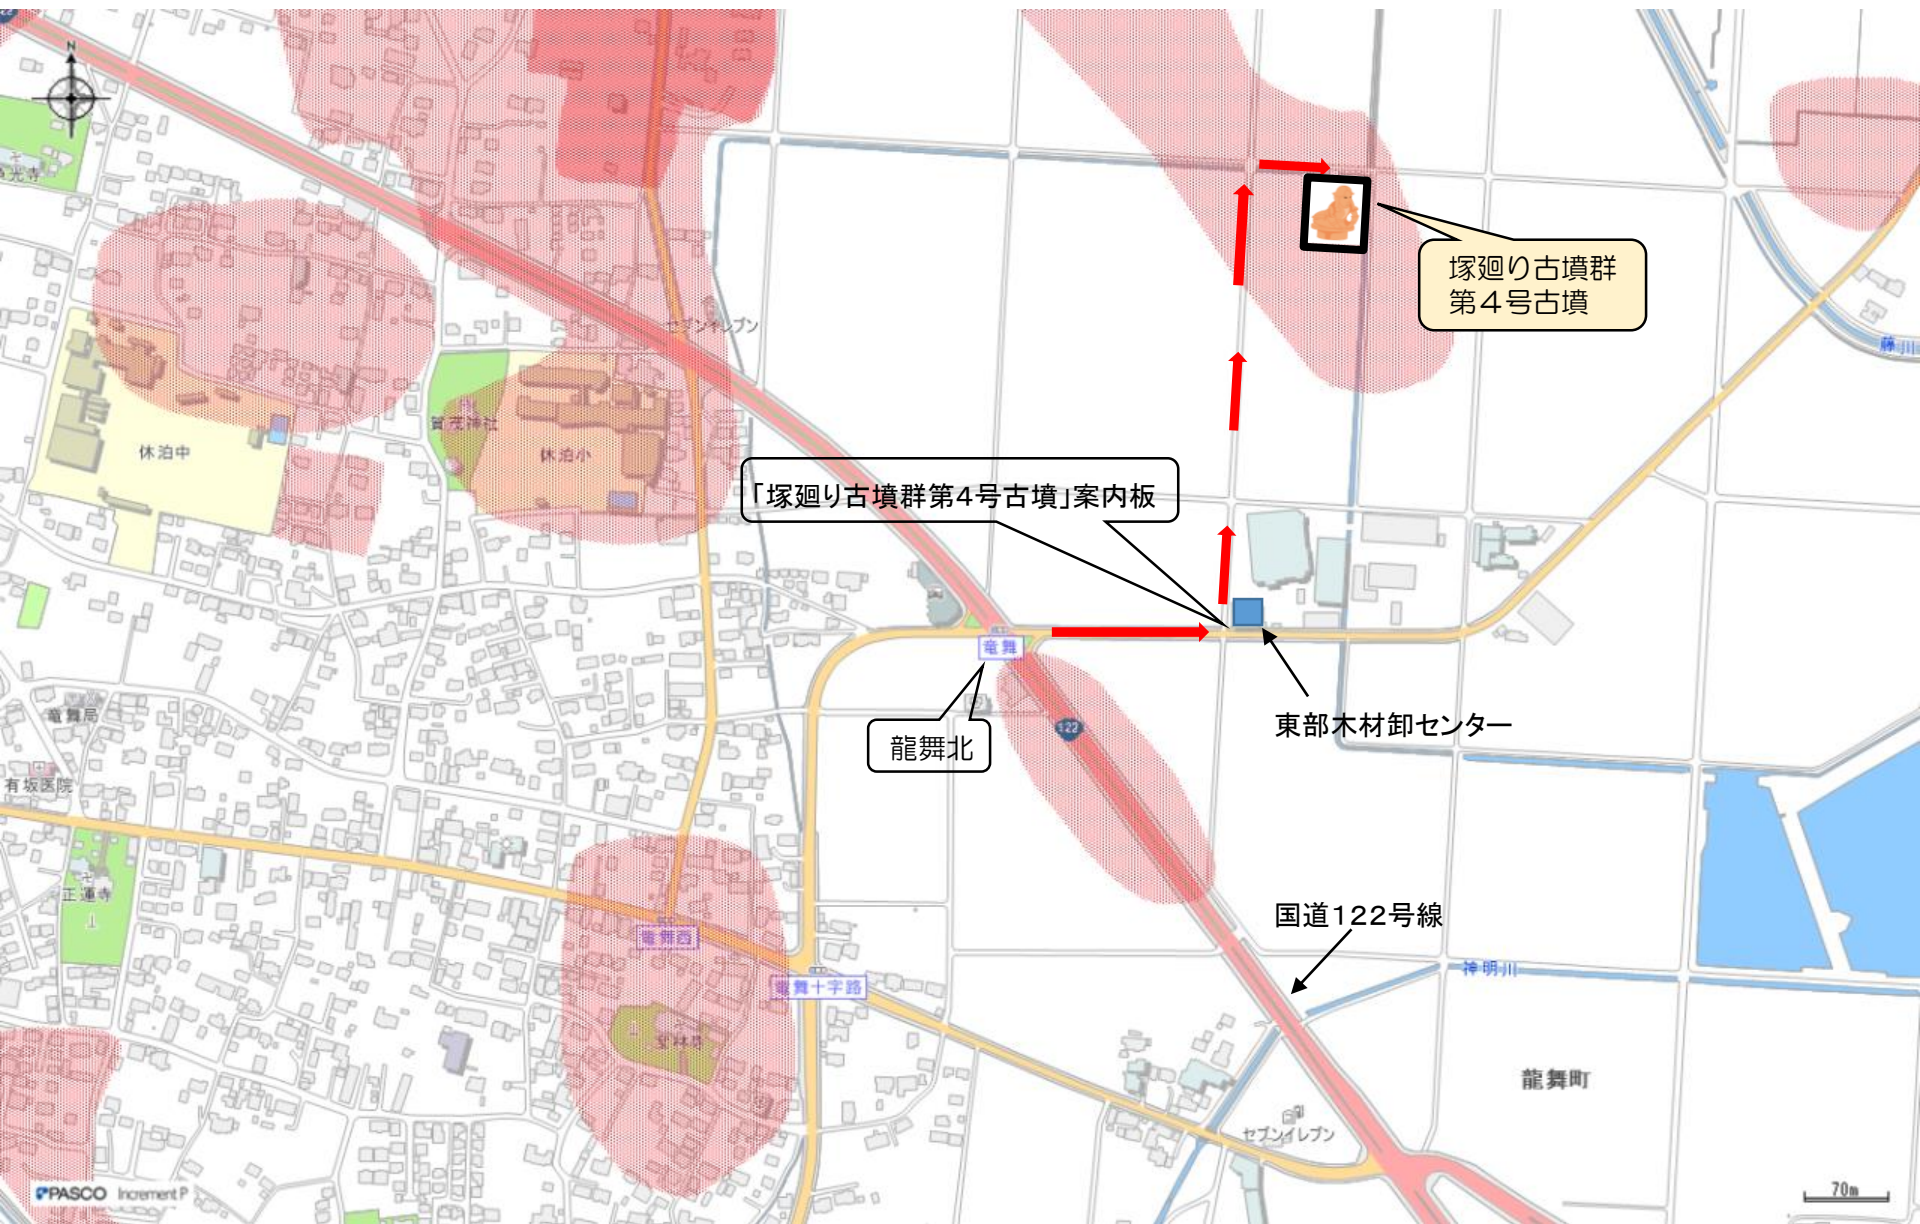 22
N
セブンイレブン
塚廻り古墳群
第４号古墳
藤川
賀茂神社
休泊中
休泊小
「塚廻り古墳群第４号古墳」案内板
竜舞
竜舞局
122
龍舞北
東部木材卸センター
有坂医院
正運寺
国道１２２号線
竜舞西
神明川
竜舞十字路
龍舞町
セブンイレブン
PASCO Increment P
70m